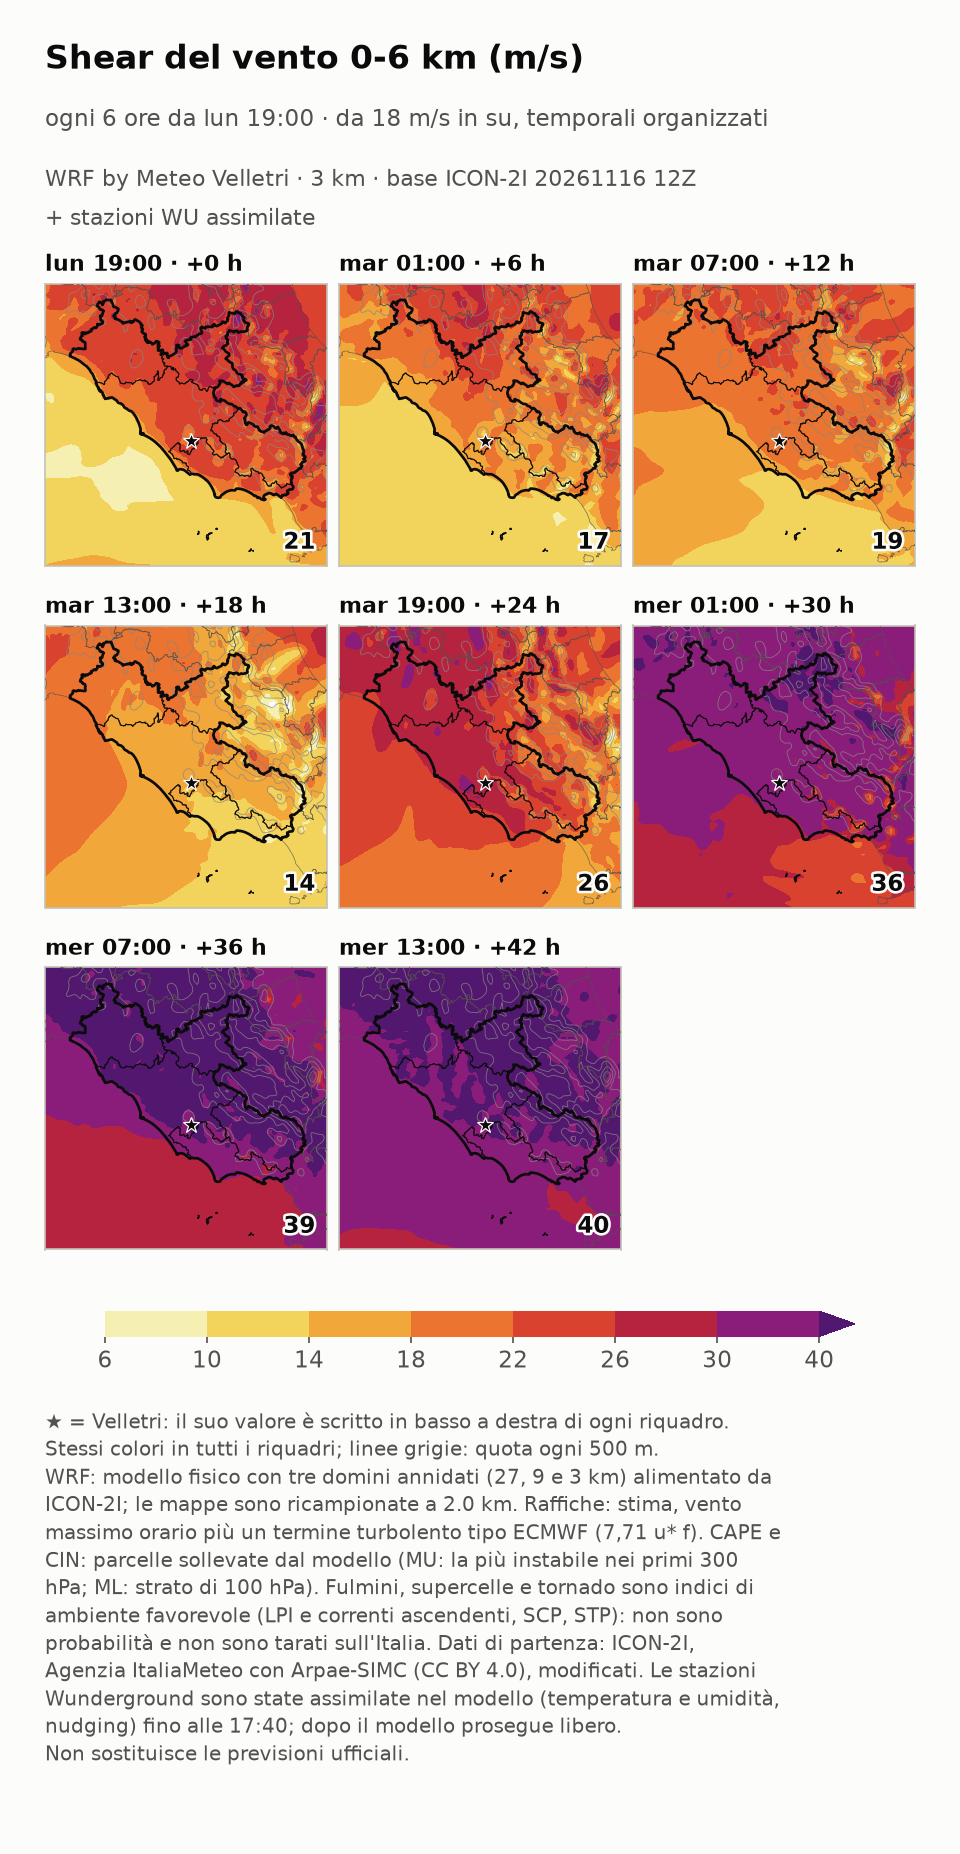 Shear del vento 0-6 km (m/s)
ogni 6 ore da lun 19:00 · da 18 m/s in su, temporali organizzati
WRF by Meteo Velletri · 3 km · base ICON-2I 20261116 12Z
+ stazioni WU assimilate
lun 19:00 · +0 h
mar 01:00 · +6 h
mar 07:00 · +12 h
21
17
19
mar 13:00 · +18 h
mar 19:00 · +24 h
mer 01:00 · +30 h
14
26
36
mer 07:00 · +36 h
mer 13:00 · +42 h
39
40
6 10 14 18 22 26 30 40
★ = Velletri: il suo valore è scritto in basso a destra di ogni riquadro.
Stessi colori in tutti i riquadri; linee grigie: quota ogni 500 m.
WRF: modello fisico con tre domini annidati (27, 9 e 3 km) alimentato da
ICON-2I; le mappe sono ricampionate a 2.0 km. Raffiche: stima, vento
massimo orario più un termine turbolento tipo ECMWF (7,71 u* f). CAPE e
CIN: parcelle sollevate dal modello (MU: la più instabile nei primi 300
hPa; ML: strato di 100 hPa). Fulmini, supercelle e tornado sono indici di
ambiente favorevole (LPI e correnti ascendenti, SCP, STP): non sono
probabilità e non sono tarati sull'Italia. Dati di partenza: ICON-2I,
Agenzia ItaliaMeteo con Arpae-SIMC (CC BY 4.0), modificati. Le stazioni
Wunderground sono state assimilate nel modello (temperatura e umidità,
nudging) fino alle 17:40; dopo il modello prosegue libero.
Non sostituisce le previsioni ufficiali.